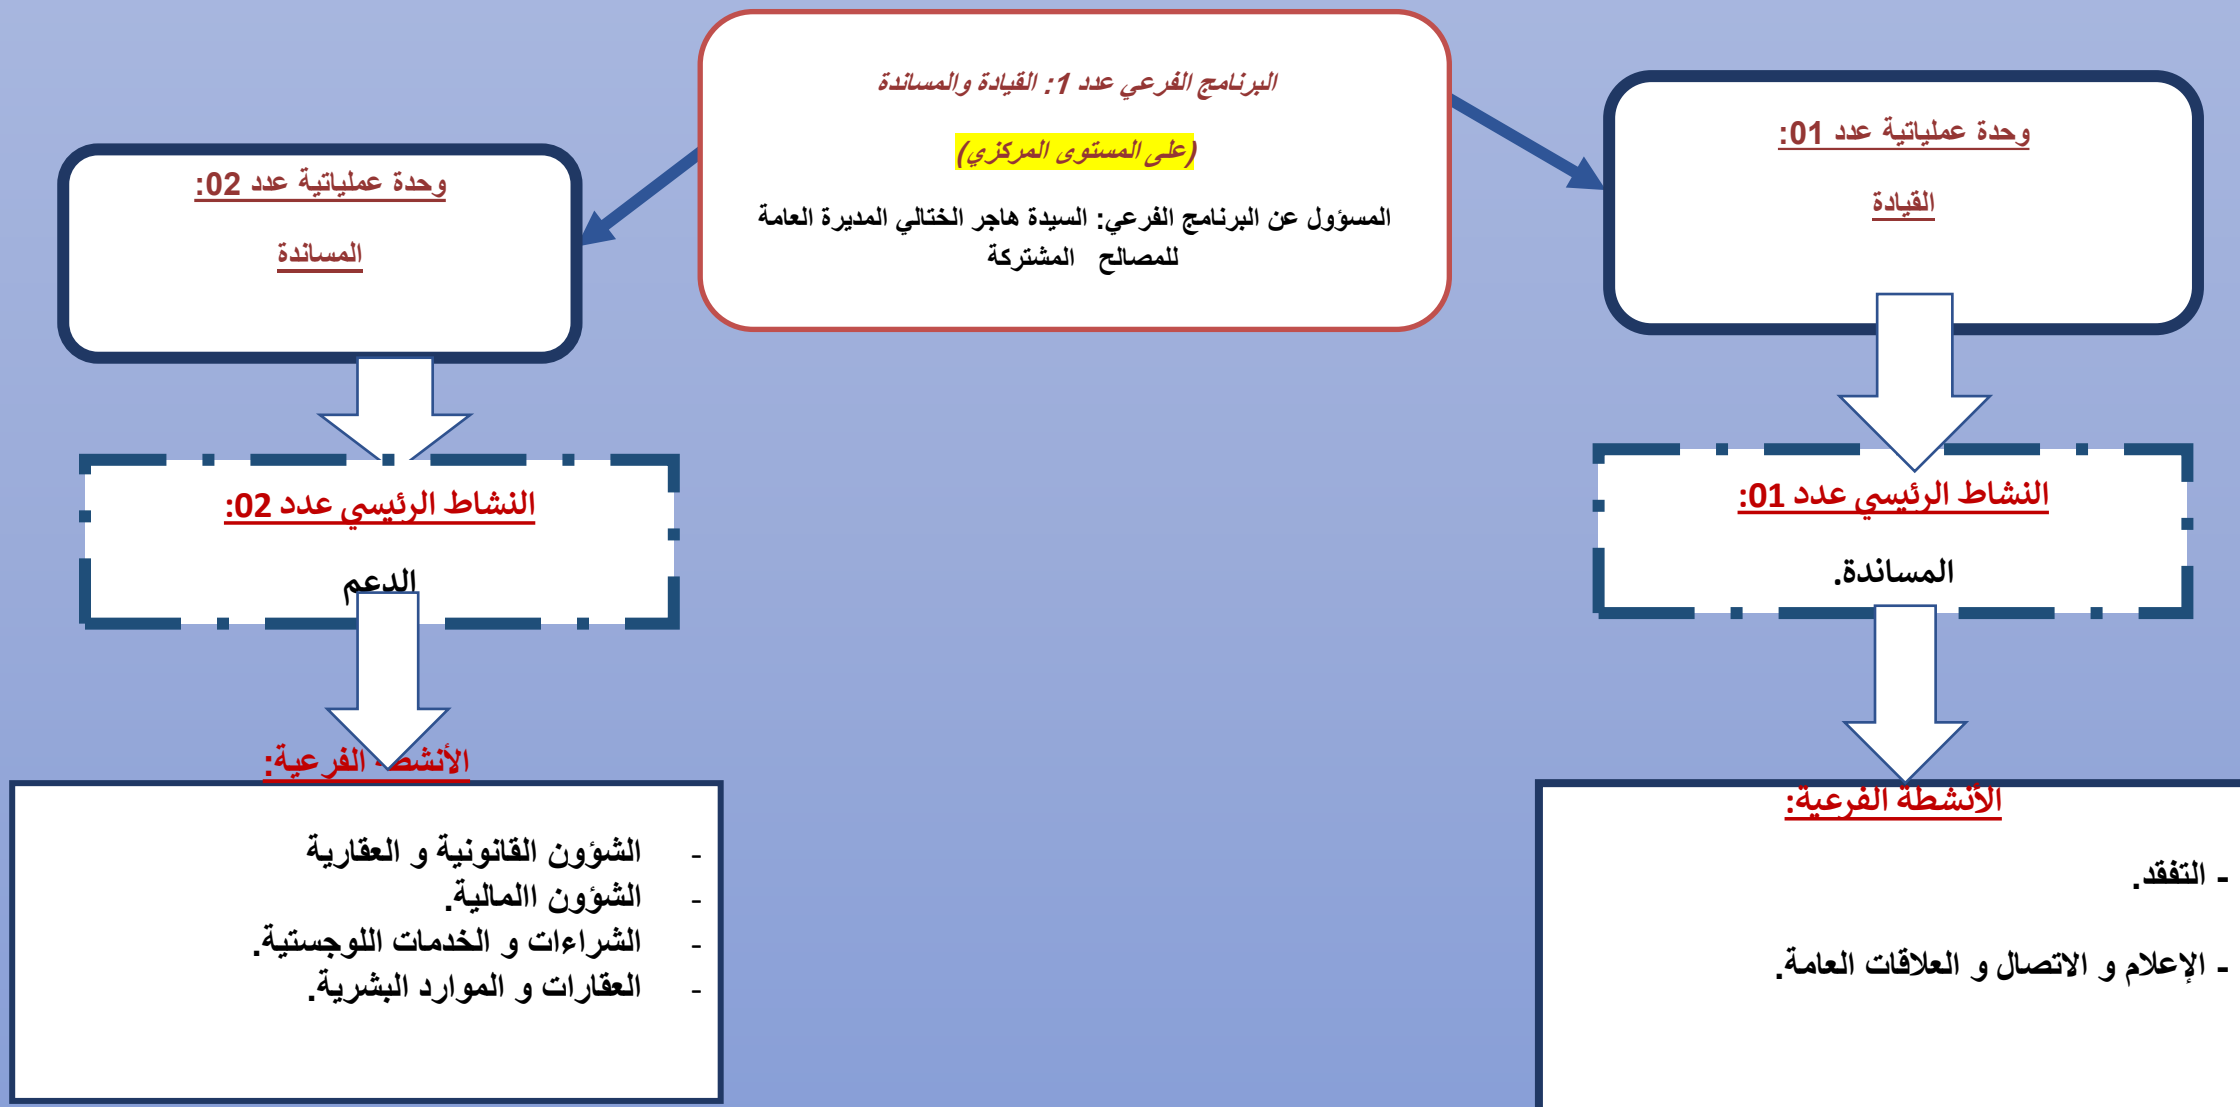 البرنامج الفرعي عدد 1: القيادة والمساندة
(على المستوى المركزي)
المسؤول عن البرنامج الفرعي: السيدة هاجر الختالي المديرة العامة
للمصالح المشتركة
وحدة عملياتية عدد 01:
القيادة
النشاط الرئيسي عدد 01:
المساندة.
الأنشطة الفرعية:
- التفقد.
- الإعلام و الاتصال و العلاقات العامة.
وحدة عملياتية عدد 02:
المساندة
النشاط الرئيسي عدد 02:
الدعم
الأنشطة الفرعية:
- الشؤون القانونية و العقارية
- الشؤون االمالية.
- الشراءات و الخدمات اللوجستية.
- العقارات و الموارد البشرية.